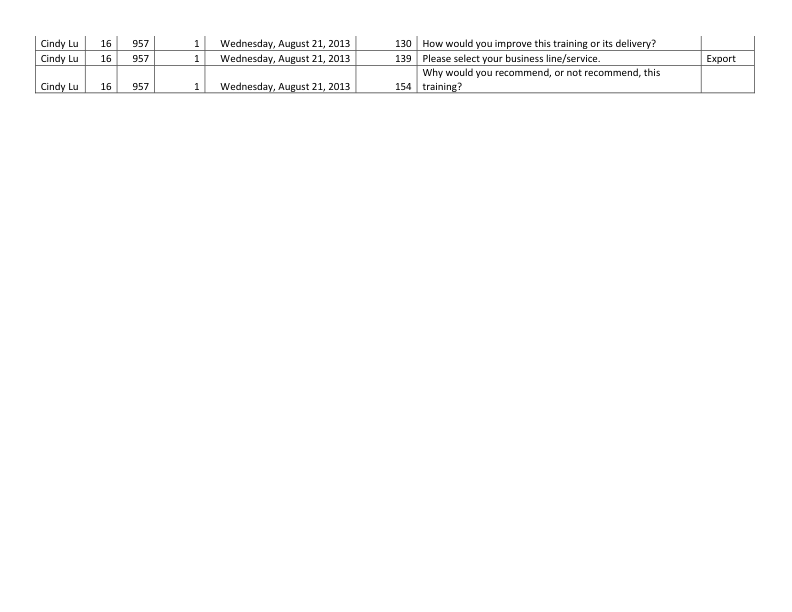 Cindy Lu 16 957 1 Wednesday, August 21, 2013 130 How would you improve this training or its delivery?
Cindy Lu 16 957 1 Wednesday, August 21, 2013 139 Please select your business line/service. Export
Why would you recommend, or not recommend, this
Cindy Lu 16 957 1 Wednesday, August 21, 2013 154 training?